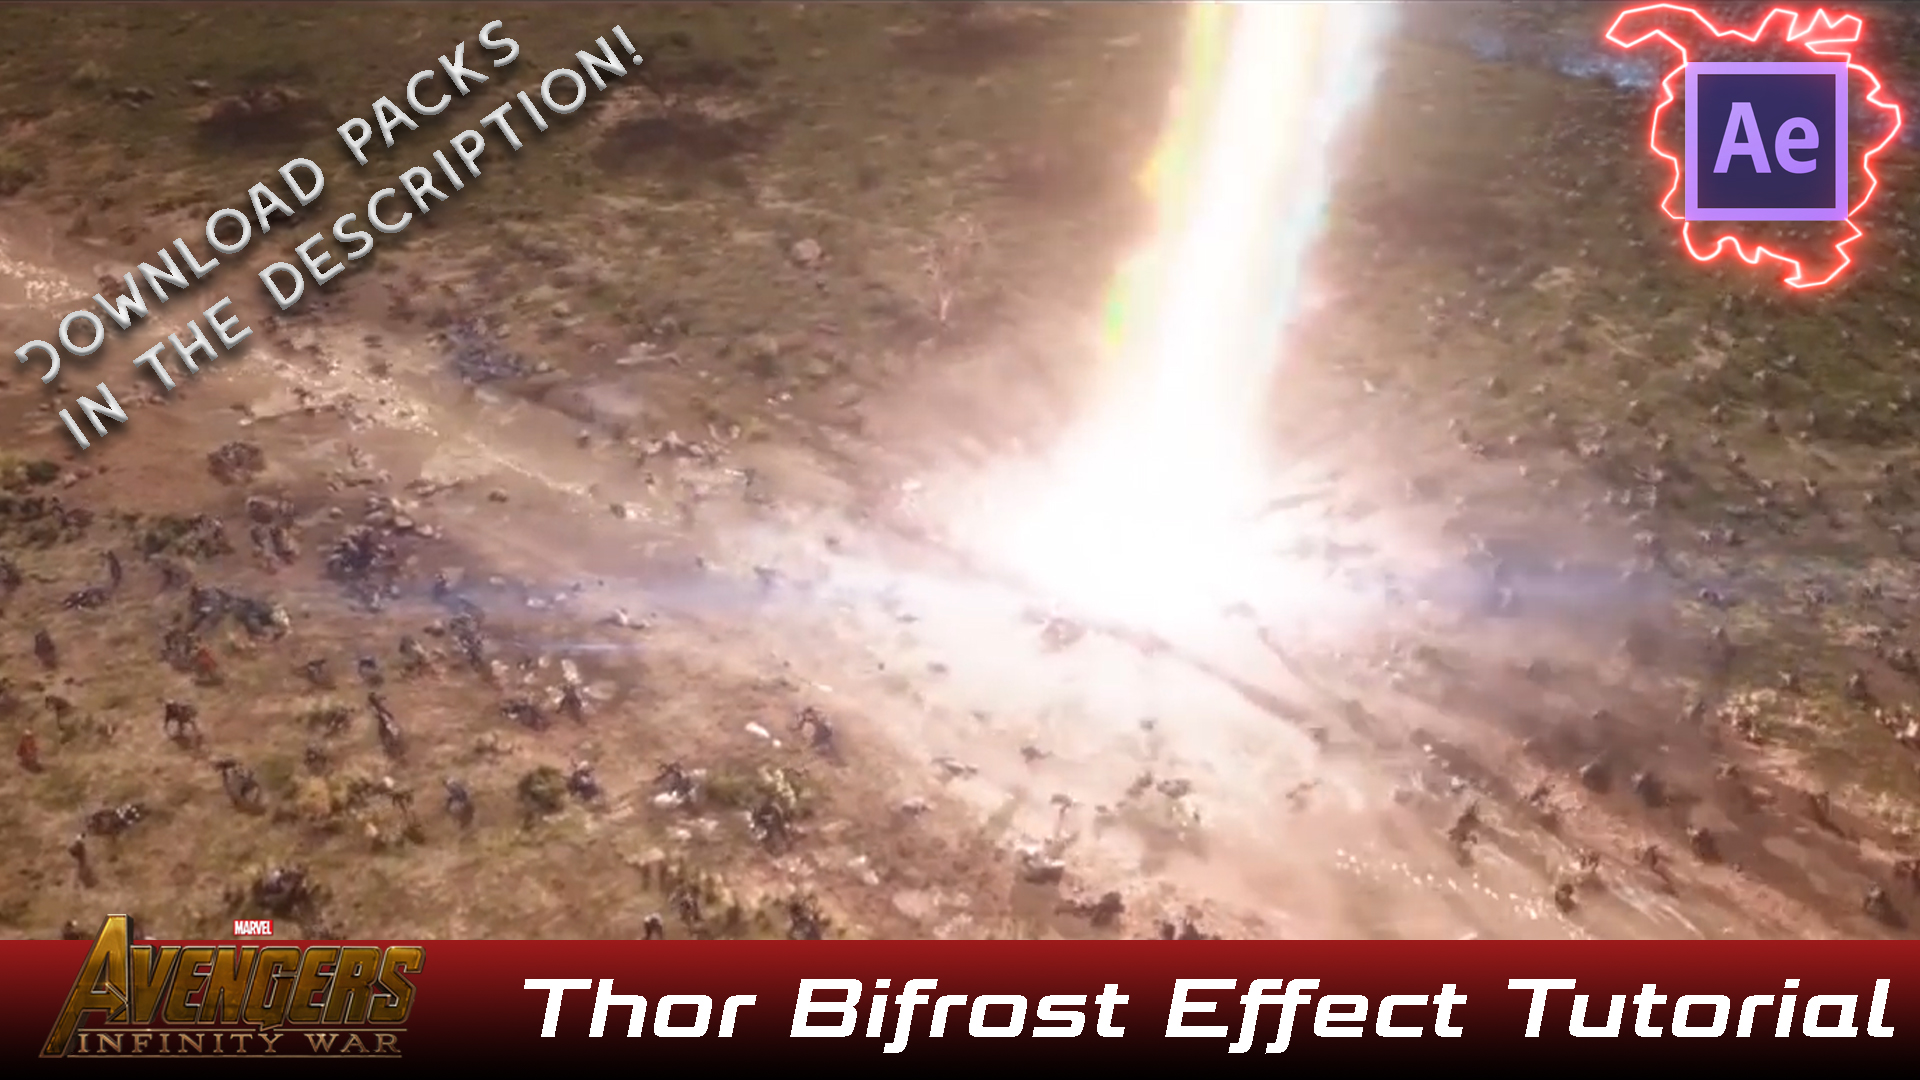 DOWNLOAD PACKS
IN THE DESCRIPTION!
Ae
MARVEL
AVENGERS
INFINITY WAR
Thor Bifrost Effect Tutorial